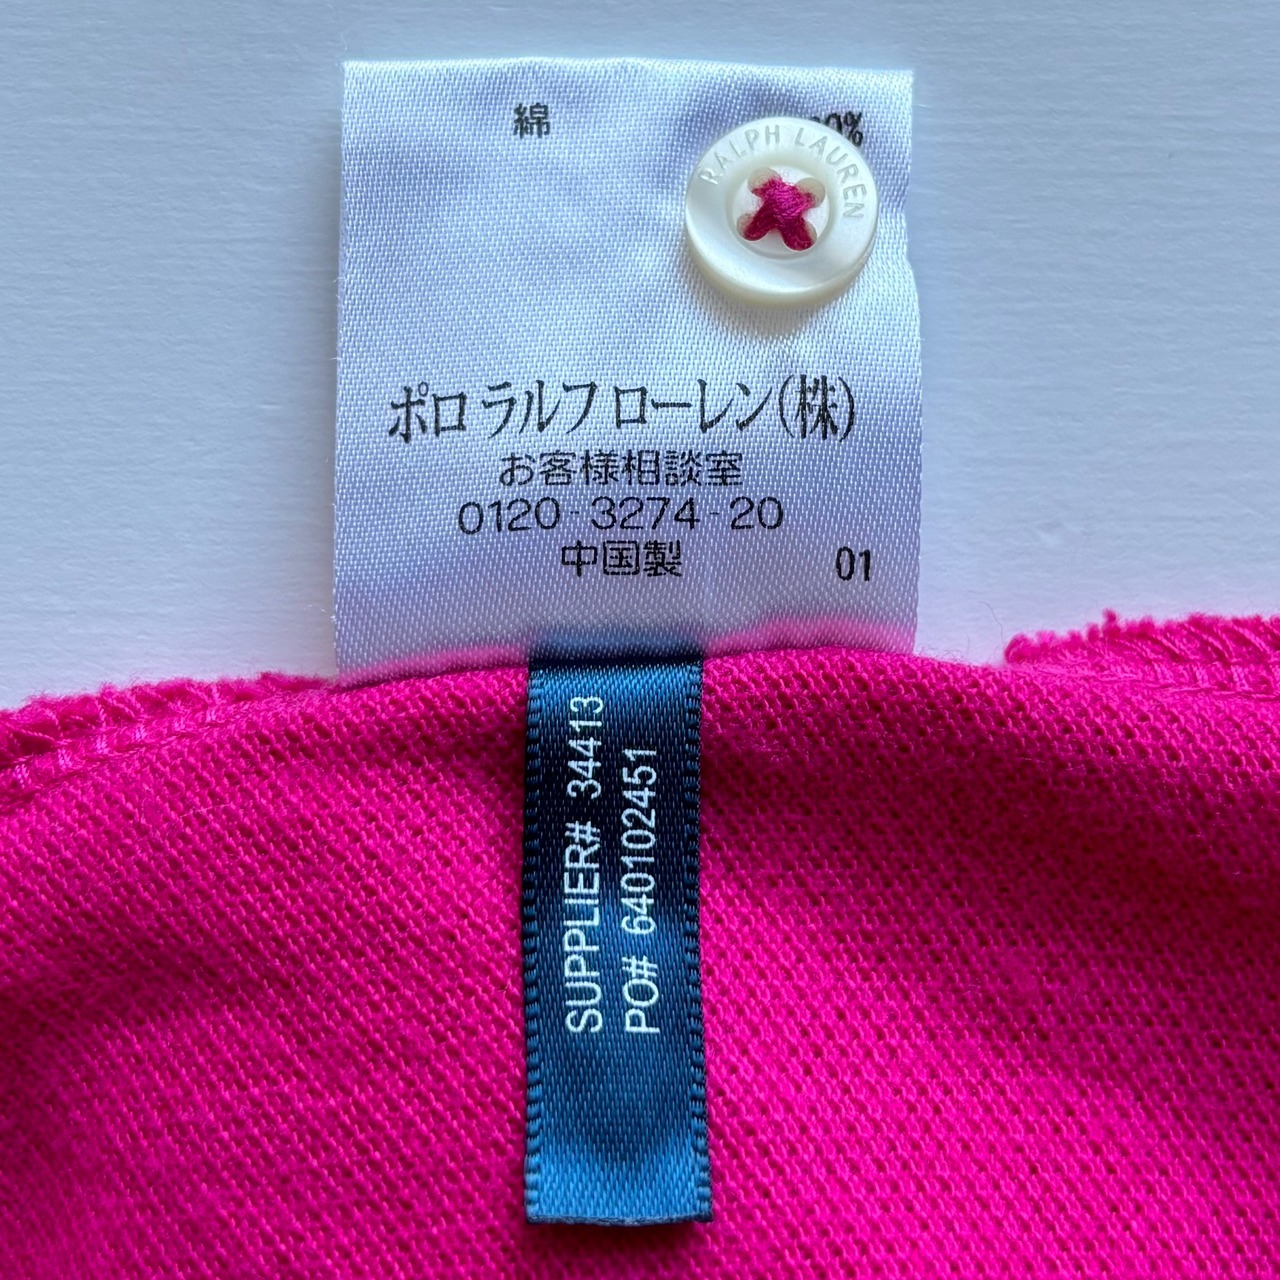 綿
RALPH LAUREN
ポロ ラルフ ローレン(株)
お客様相談室
0120-3274-20
中国製 01
SUPPLIER# 34413
PO# 640102451